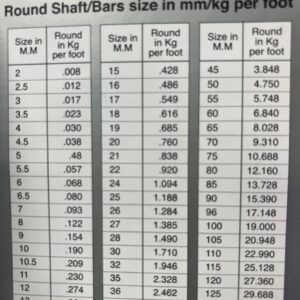 Round Shaft/Bars size in mm/kg per foot
Size in M.M Round in Kg per foot Size in M.M Round in Kg per foot Size in M.M Round in Kg per foot
2 .008 15 .428 45 3.848
2.5 .012 16 .486 50 4.750
3 .017 17 .549 55 5.748
3.5 .023 18 .616 60 6.840
4 .030 19 .685 65 8.028
4.5 .038 20 .760 70 9.310
5 .48 21 .838 75 10.688
5.5 .057 22 .920 80 12.160
6 .068 24 1.094 85 13.728
6.5 .080 25 1.188 90 15.390
7 .093 26 1.284 96 17.148
8 .122 27 1.385 100 19.000
9 .154 28 1.490 105 20.948
10 .190 30 1.710 110 22.990
10.5 .209 32 1.946 115 25.128
11 .230 35 2.328 120 27.360
12 .274 36 2.462 125 29.688